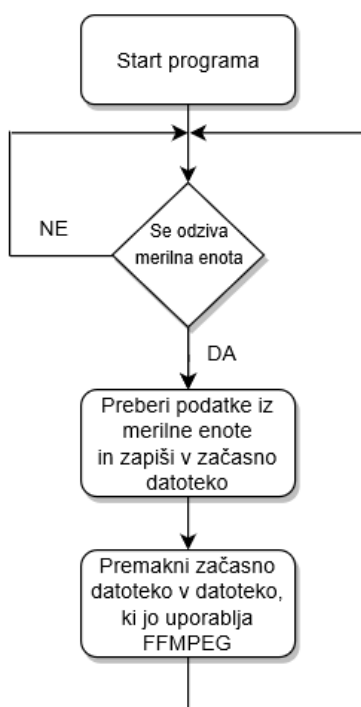 Start programa
Se odziva
merilna enota
NE
DA
Preberi podatke iz
merilne enote
in zapiši v začasno
datoteko
Premakni začasno
datoteko v datoteko,
ki jo uporablja
FFMPEG